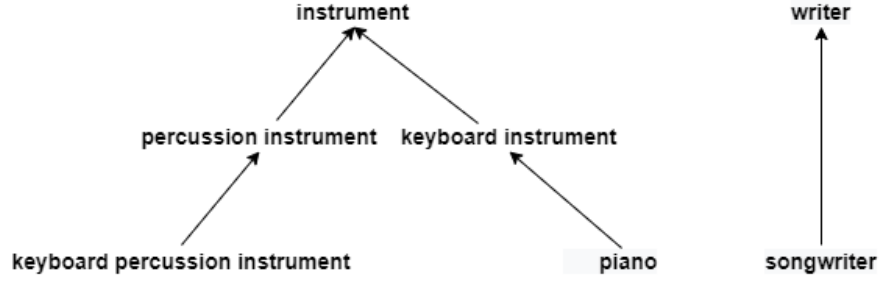 instrument writer
percussion instrument keyboard instrument
keyboard percussion instrument piano songwriter